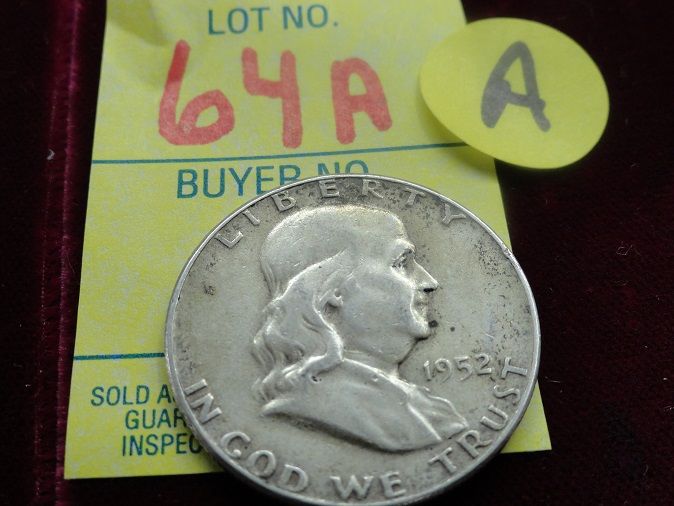 LOT NO.
64A
A
BUYER NO.
LIBERTY
1952
IN GOD WE TRUST
SOLD A
GUAR
INSPEC